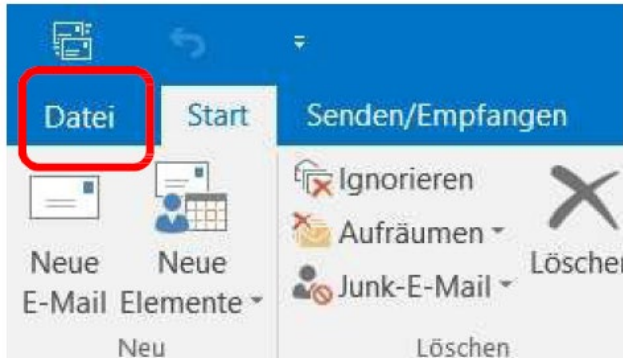 Datei Start Senden/Empfangen
Neue E-Mail
Neue Elemente
Ignorieren
Aufräumen
Junk-E-Mail
Löschen
Neu Löschen